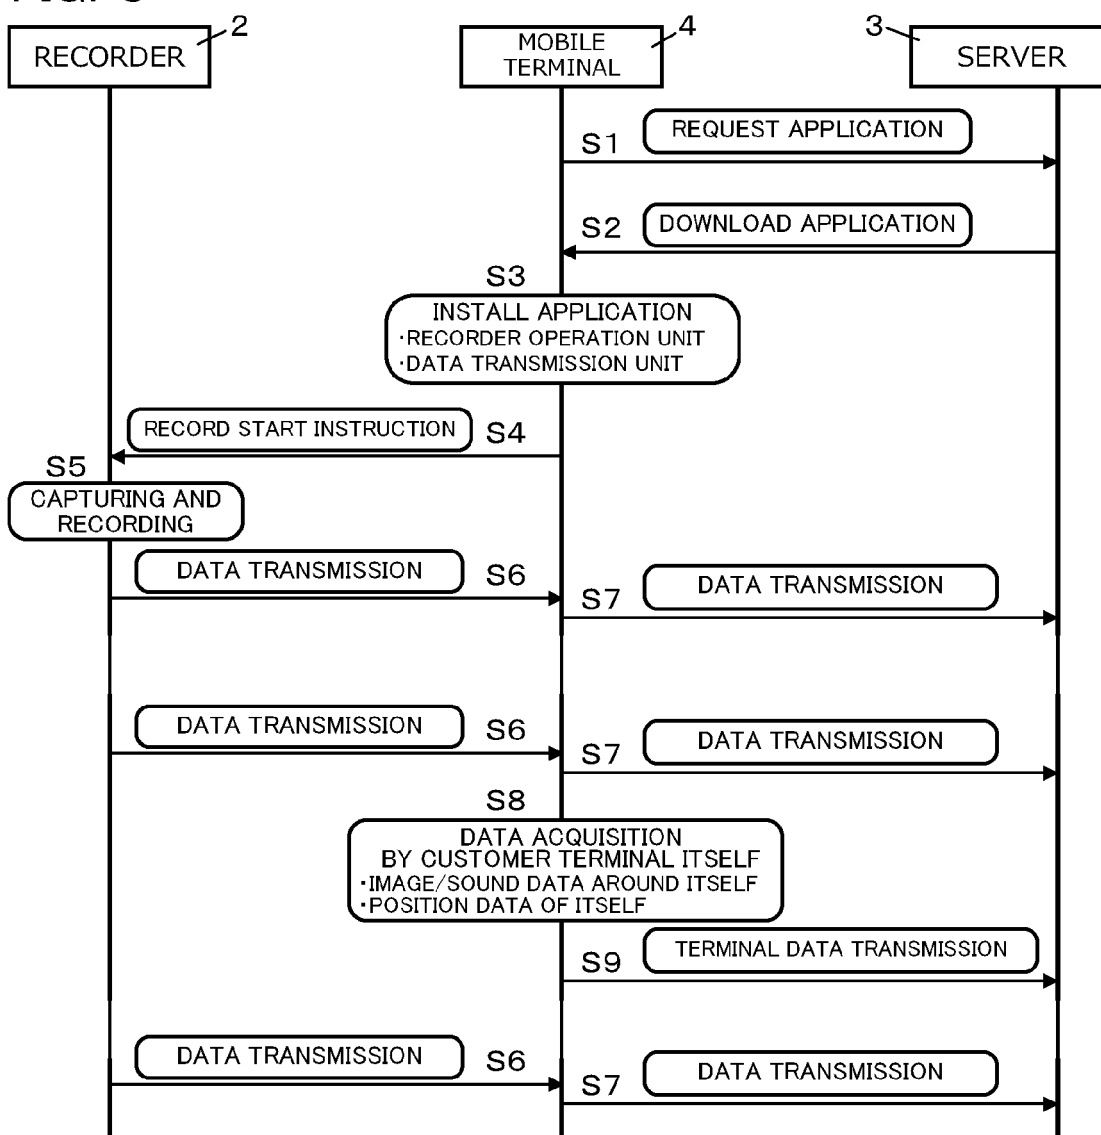 RECORDER
2
MOBILE
TERMINAL
4
3
SERVER
S1
REQUEST APPLICATION
S2
DOWNLOAD APPLICATION
S3
INSTALL APPLICATION
・RECORDER OPERATION UNIT
・DATA TRANSMISSION UNIT
RECORD START INSTRUCTION
S4
S5
CAPTURING AND
RECORDING
DATA TRANSMISSION
S6
S7
DATA TRANSMISSION
DATA TRANSMISSION
S6
S7
DATA TRANSMISSION
S8
DATA ACQUISITION
BY CUSTOMER TERMINAL ITSELF
・IMAGE/SOUND DATA AROUND ITSELF
・POSITION DATA OF ITSELF
S9
TERMINAL DATA TRANSMISSION
DATA TRANSMISSION
S6
S7
DATA TRANSMISSION